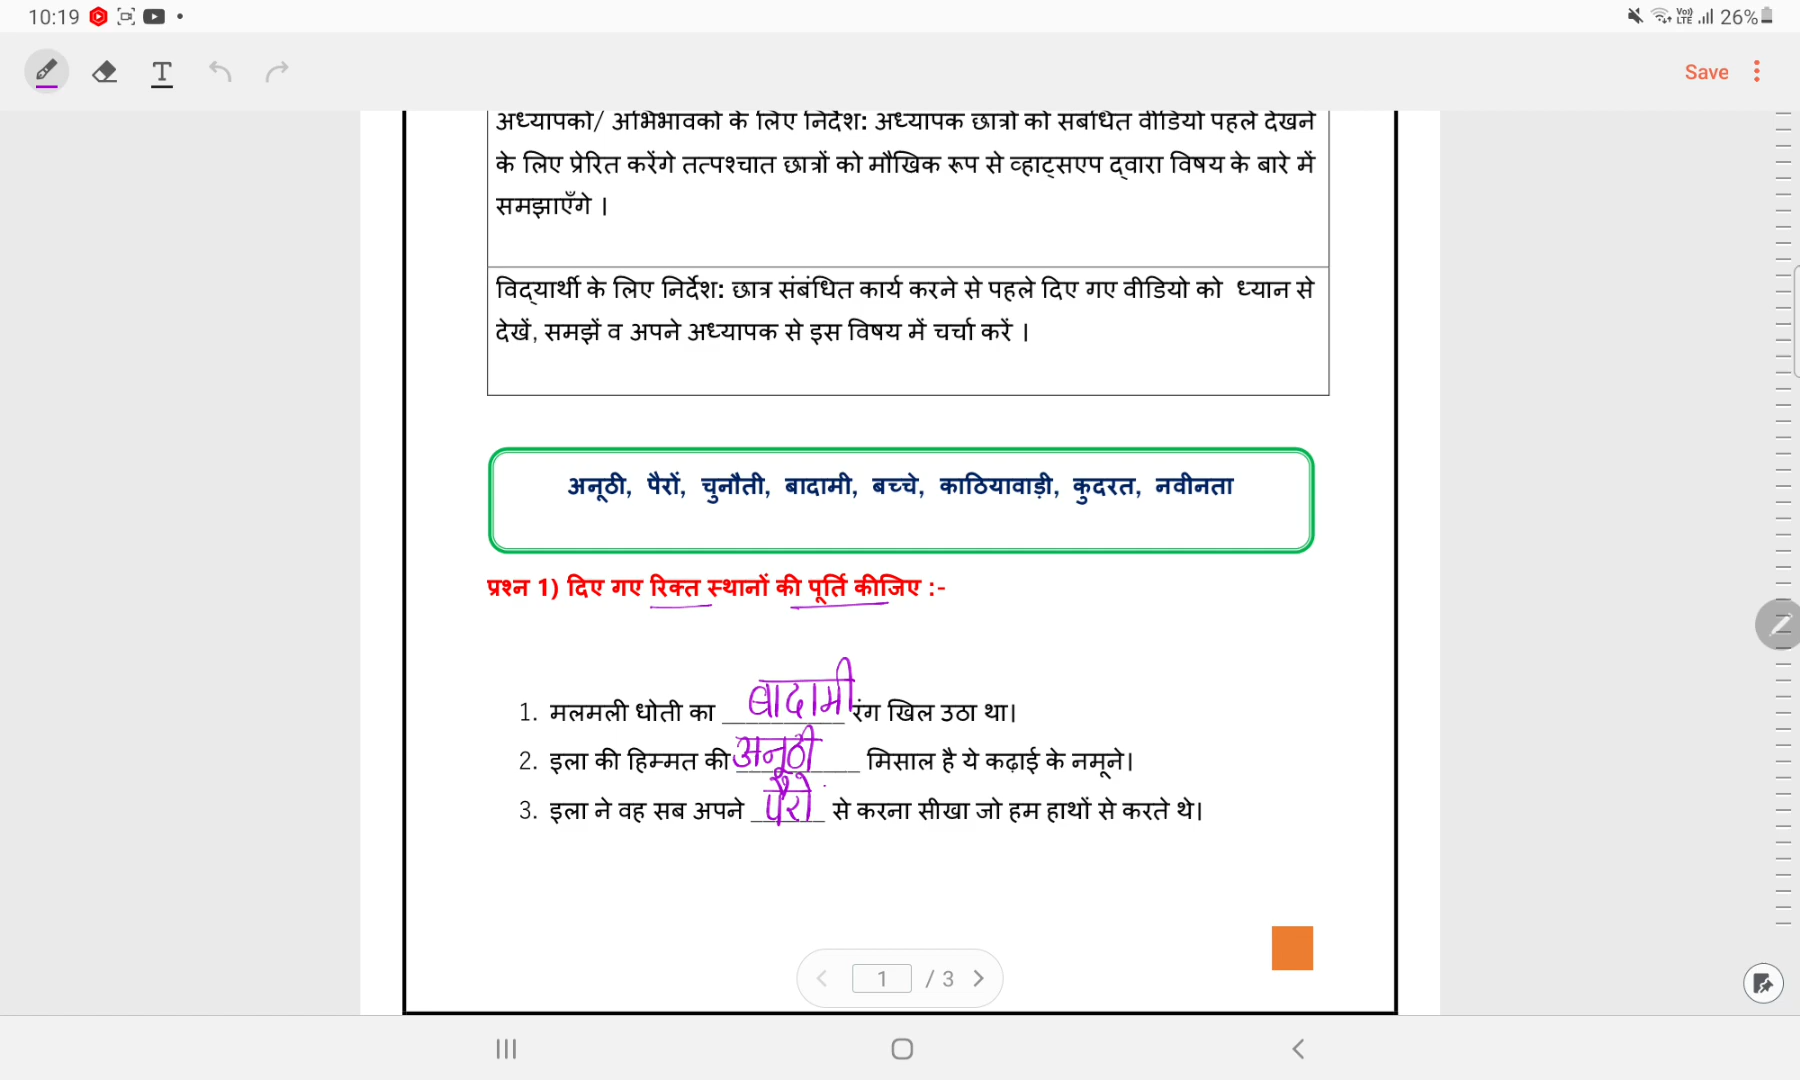 10:19 26%
Save
अध्यापकों/ अभिभावकों के लिए निर्देश: अध्यापक छात्रों को संबंधित वीडियो पहले देखने
के लिए प्रेरित करेंगे तत्पश्चात छात्रों को मौखिक रूप से व्हाट्सएप द्वारा विषय के बारे में
समझाएँगे ।
विद्यार्थी के लिए निर्देश: छात्र संबंधित कार्य करने से पहले दिए गए वीडियो को ध्यान से
देखें, समझें व अपने अध्यापक से इस विषय में चर्चा करें ।
अनूठी, पैरों, चुनौती, बादामी, बच्चे, काठियावाड़ी, कुदरत, नवीनता
प्रश्न 1) दिए गए रिक्त स्थानों की पूर्ति कीजिए :-
1. मलमली धोती का बादामी रंग खिल उठा था।
2. इला की हिम्मत की अनूठी मिसाल है ये कढ़ाई के नमूने।
3. इला ने वह सब अपने पैरों से करना सीखा जो हम हाथों से करते थे।
1 / 3